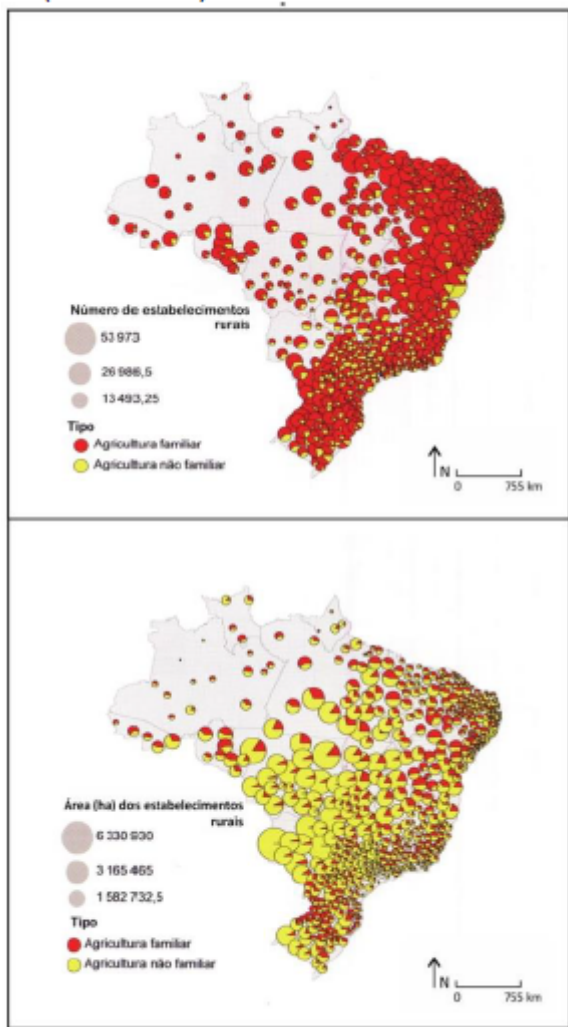 Número de estabelecimentos
rurais
53 973
26 986,5
13 493,25
Tipo
Agricultura familiar
Agricultura não familiar
N
0 755 km
Área (ha) dos estabelecimentos
rurais
6 330 930
3 165 465
1 582 732,5
Tipo
Agricultura familiar
Agricultura não familiar
N
0 755 km